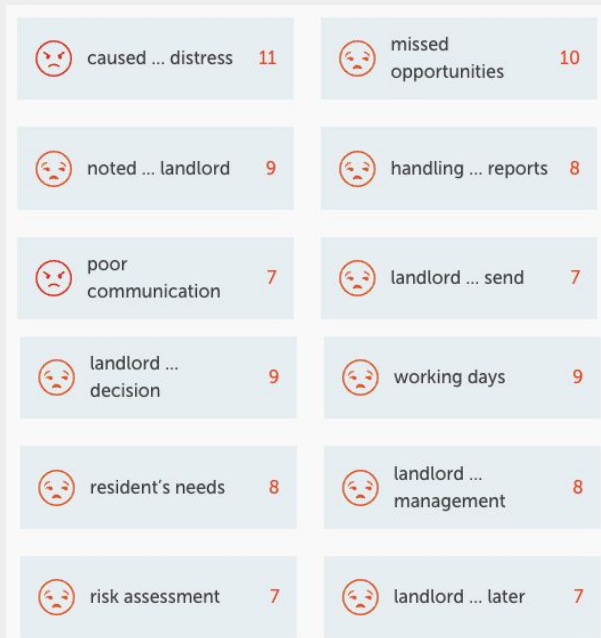 caused ... distress 11
missed
opportunities 10
noted ... landlord 9
handling ... reports 8
poor
communication 7
landlord ... send 7
landlord ...
decision 9
working days 9
resident's needs 8
landlord ...
management 8
risk assessment 7
landlord ... later 7